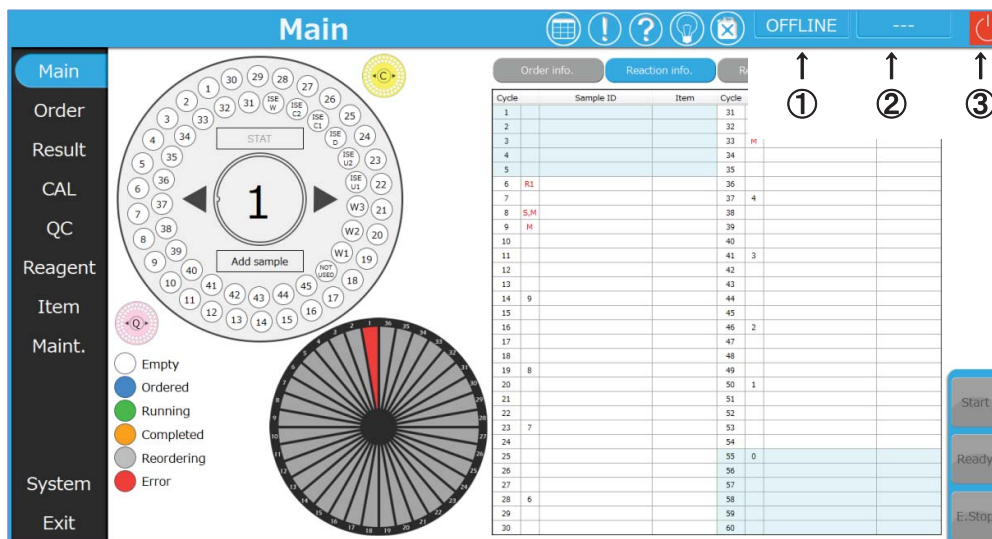 Main
OFFLINE
---
① ② ③
Main
Order
Result
CAL
QC
Reagent
Item
Maint.
System
Exit
C
Q
1 2 3 4 5 6 7 8 9 10 11 12 13 14 15 16 17 18 19 20 21 22 23 24 25 26 27 28 29 30
31 32 33 34 35 36 37 38 39 40 41 42 43 44 45
NOT USED
W1
W2
W3
ISE U1
ISE U2
ISE D
ISE C1
ISE C2
ISE W
STAT
1
Add sample
Empty
Ordered
Running
Completed
Reordering
Error
Order info.
Reaction info.
Cycle Sample ID Item Cycle
1 31
2 32
3 33 M
4 34
5 35
6 R1 36
7 37 4
8 S,M 38
9 M 39
10 40
11 41 3
12 42
13 43
14 9 44
15 45
16 46 2
17 47
18 48
19 8 49
20 50 1
21 51
22 52
23 7 53
24 54
25 55 0
26 56
27 57
28 6 58
29 59
30 60
Start
Ready
E.Stop